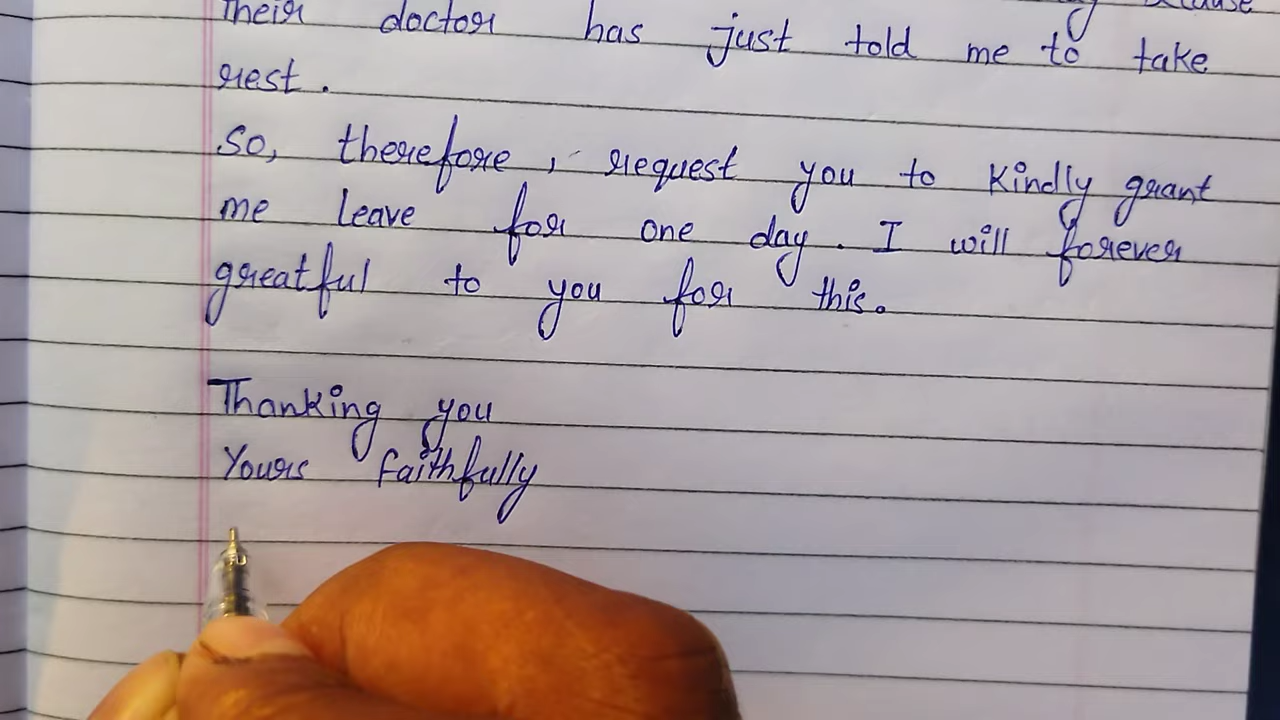 Their doctor has just told me to take
rest.
So, therefore, request you to kindly grant
me leave for one day. I will forever
greatful to you for this.
Thanking you
Yours faithfully